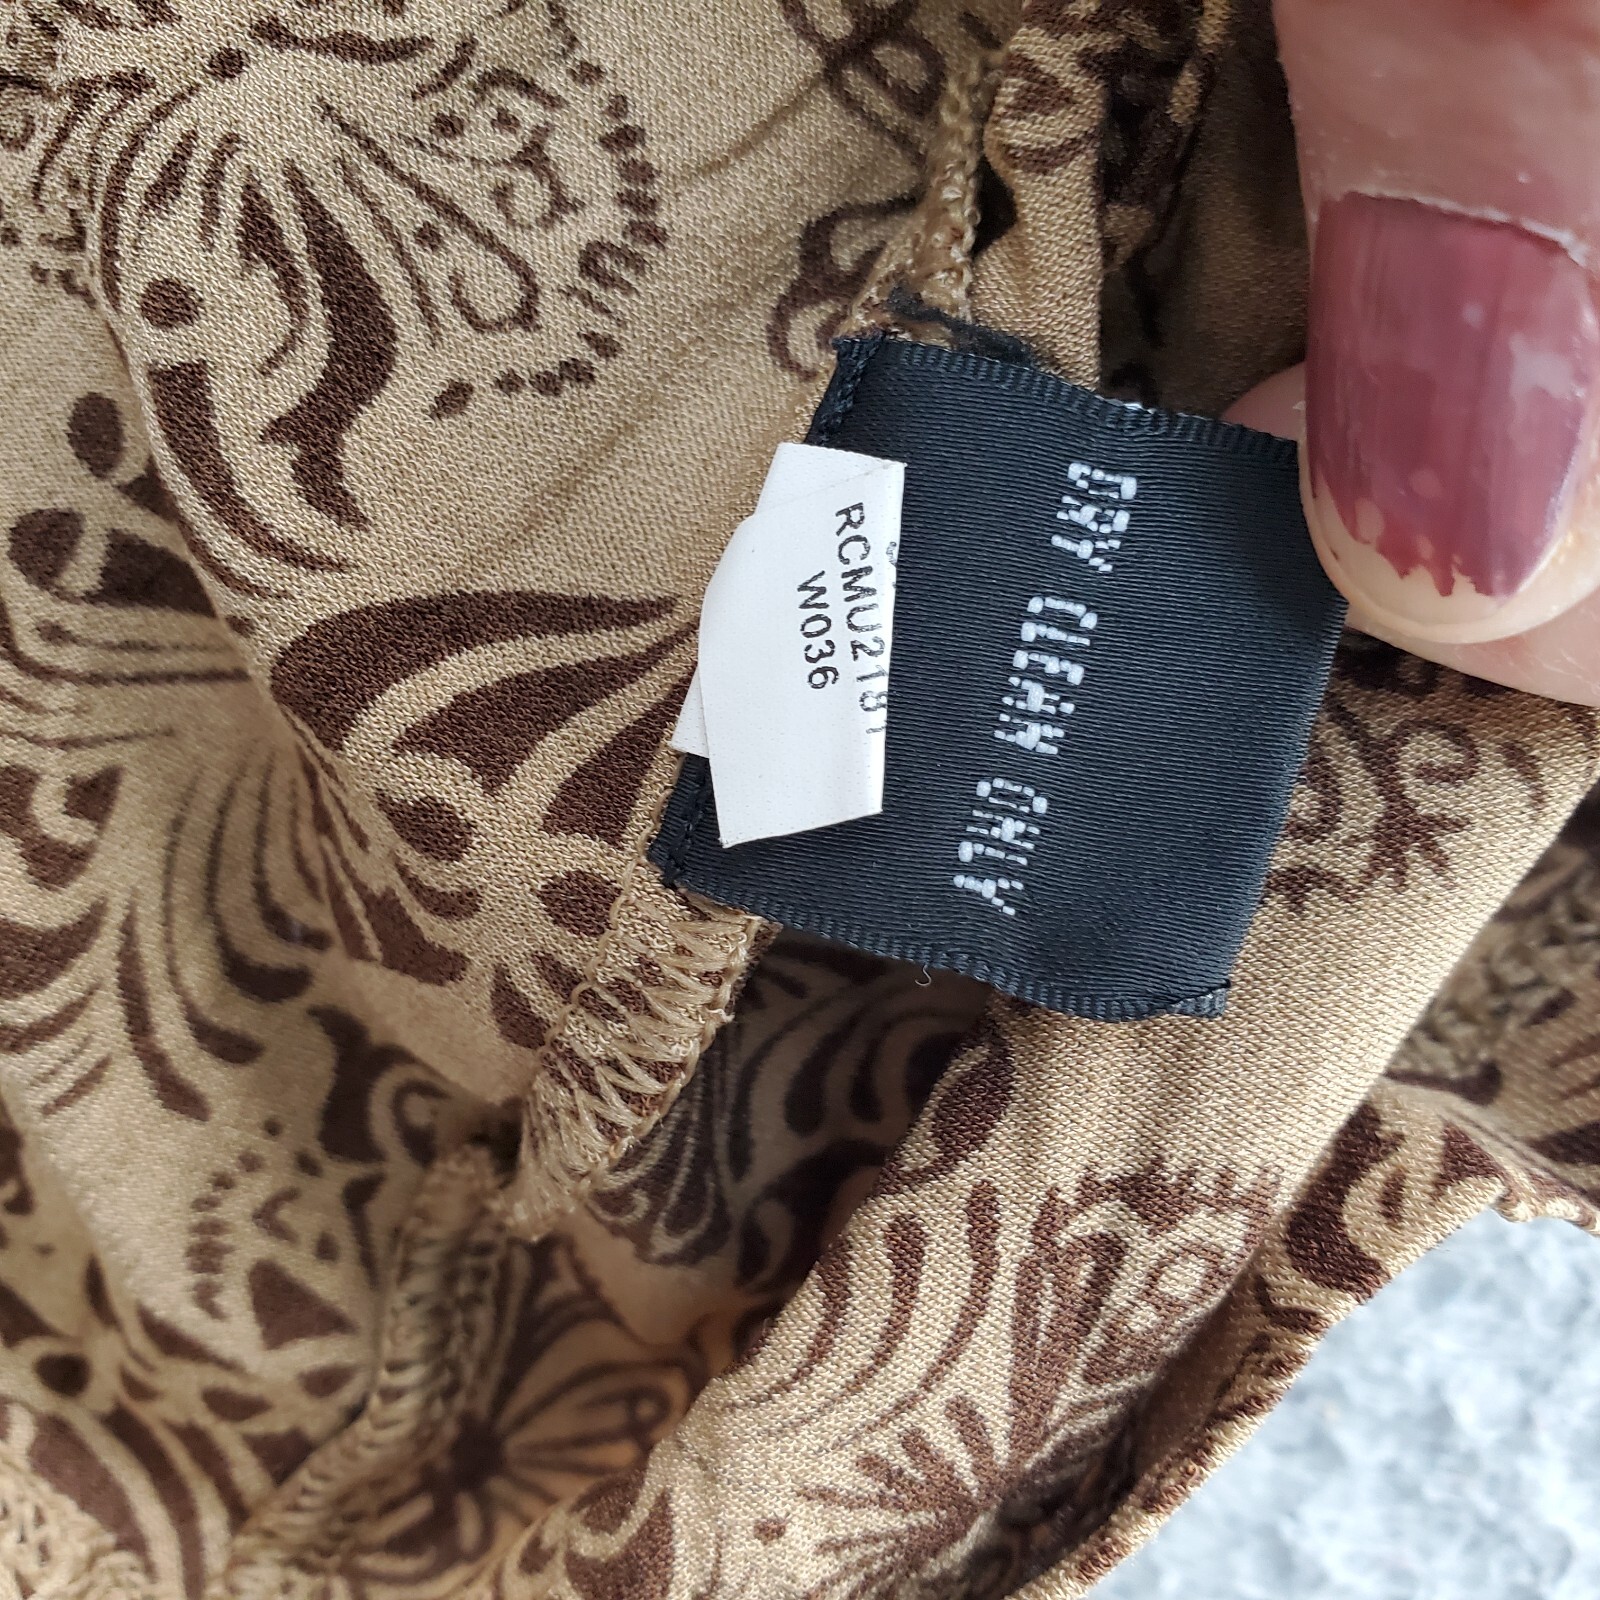 DRY CLEAN ONLY
RCMU2181
W036